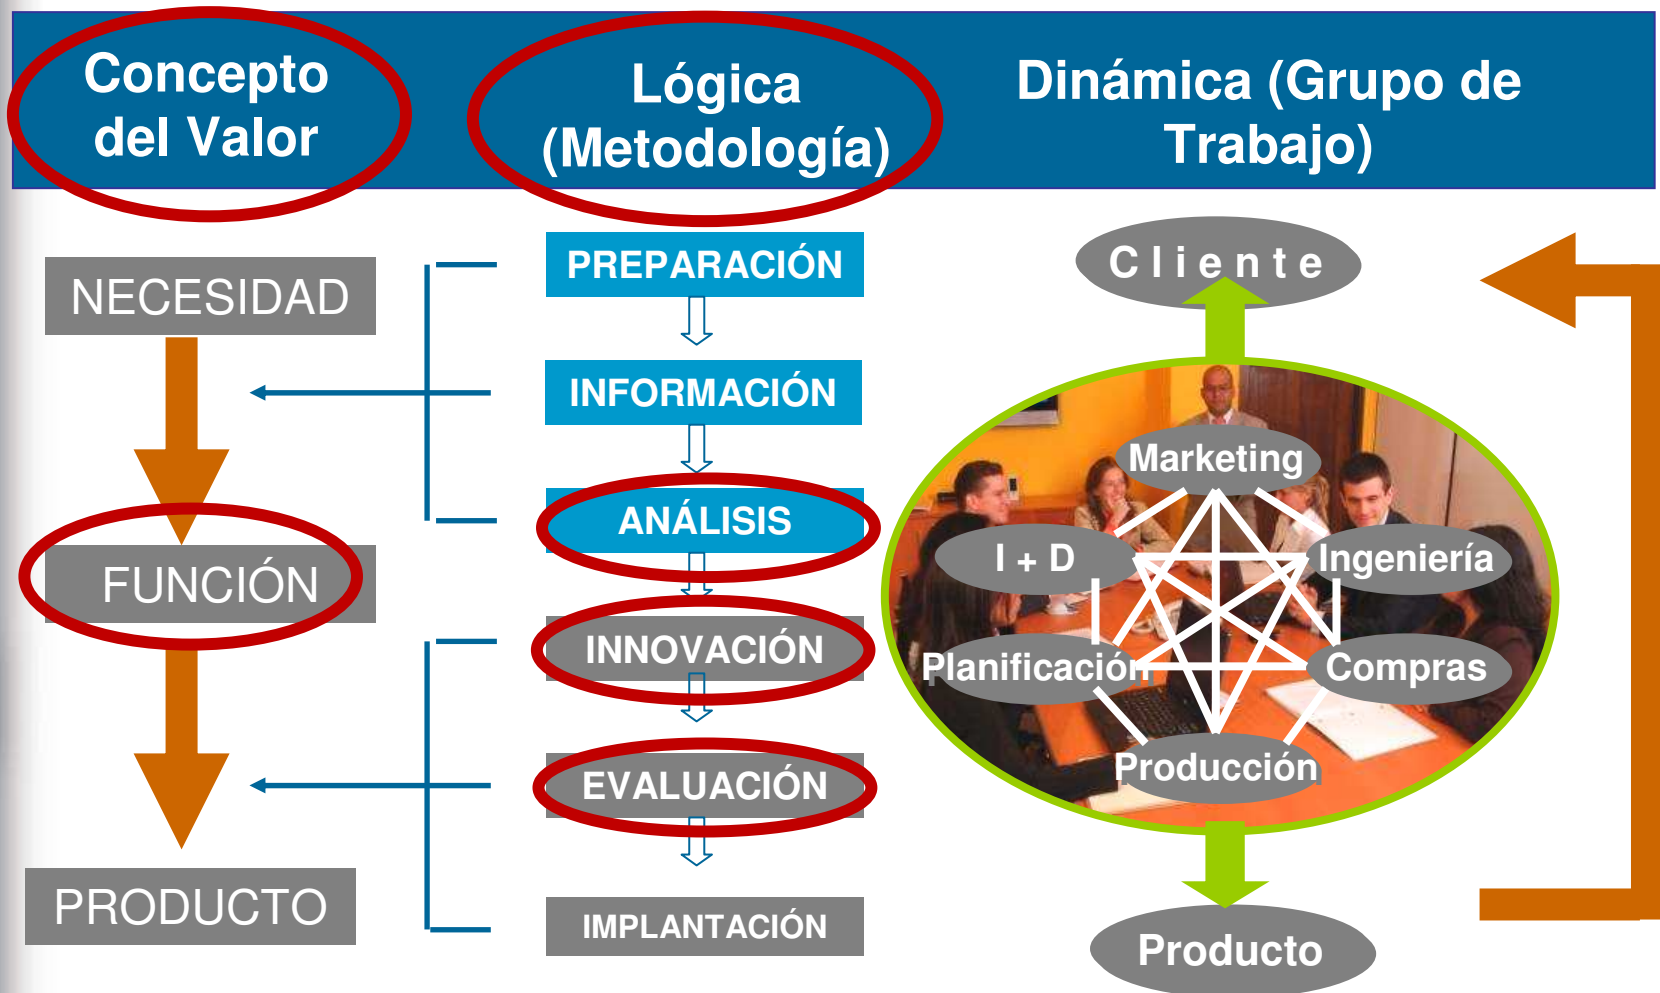 Concepto
del Valor
Lógica
(Metodología)
Dinámica (Grupo de
Trabajo)
NECESIDAD
FUNCIÓN
PRODUCTO
PREPARACIÓN
INFORMACIÓN
ANÁLISIS
INNOVACIÓN
EVALUACIÓN
IMPLANTACIÓN
Cliente
Marketing
I + D
Ingeniería
Planificación
Compras
Producción
Producto